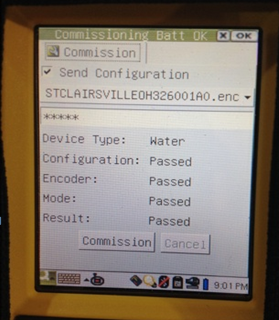 Commissioning Batt OK X OK
Commission
Send Configuration
STCLAIRSVILLEOH326001A0.enc
*****
Device Type: Water
Configuration: Passed
Encoder: Passed
Mode: Passed
Result: Passed
Commission Cancel
9:01 PM